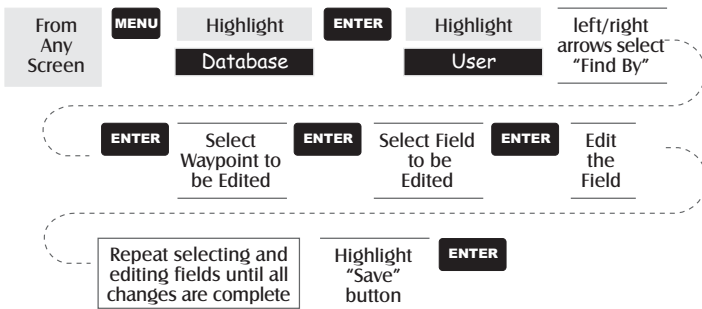 From
Any
Screen
MENU
Highlight
Database
ENTER
Highlight
User
left/right
arrows select
“Find By”
ENTER
Select
Waypoint to
be Edited
ENTER
Select Field
to be
Edited
ENTER
Edit
the
Field
Repeat selecting and
editing fields until all
changes are complete
Highlight
“Save”
button
ENTER